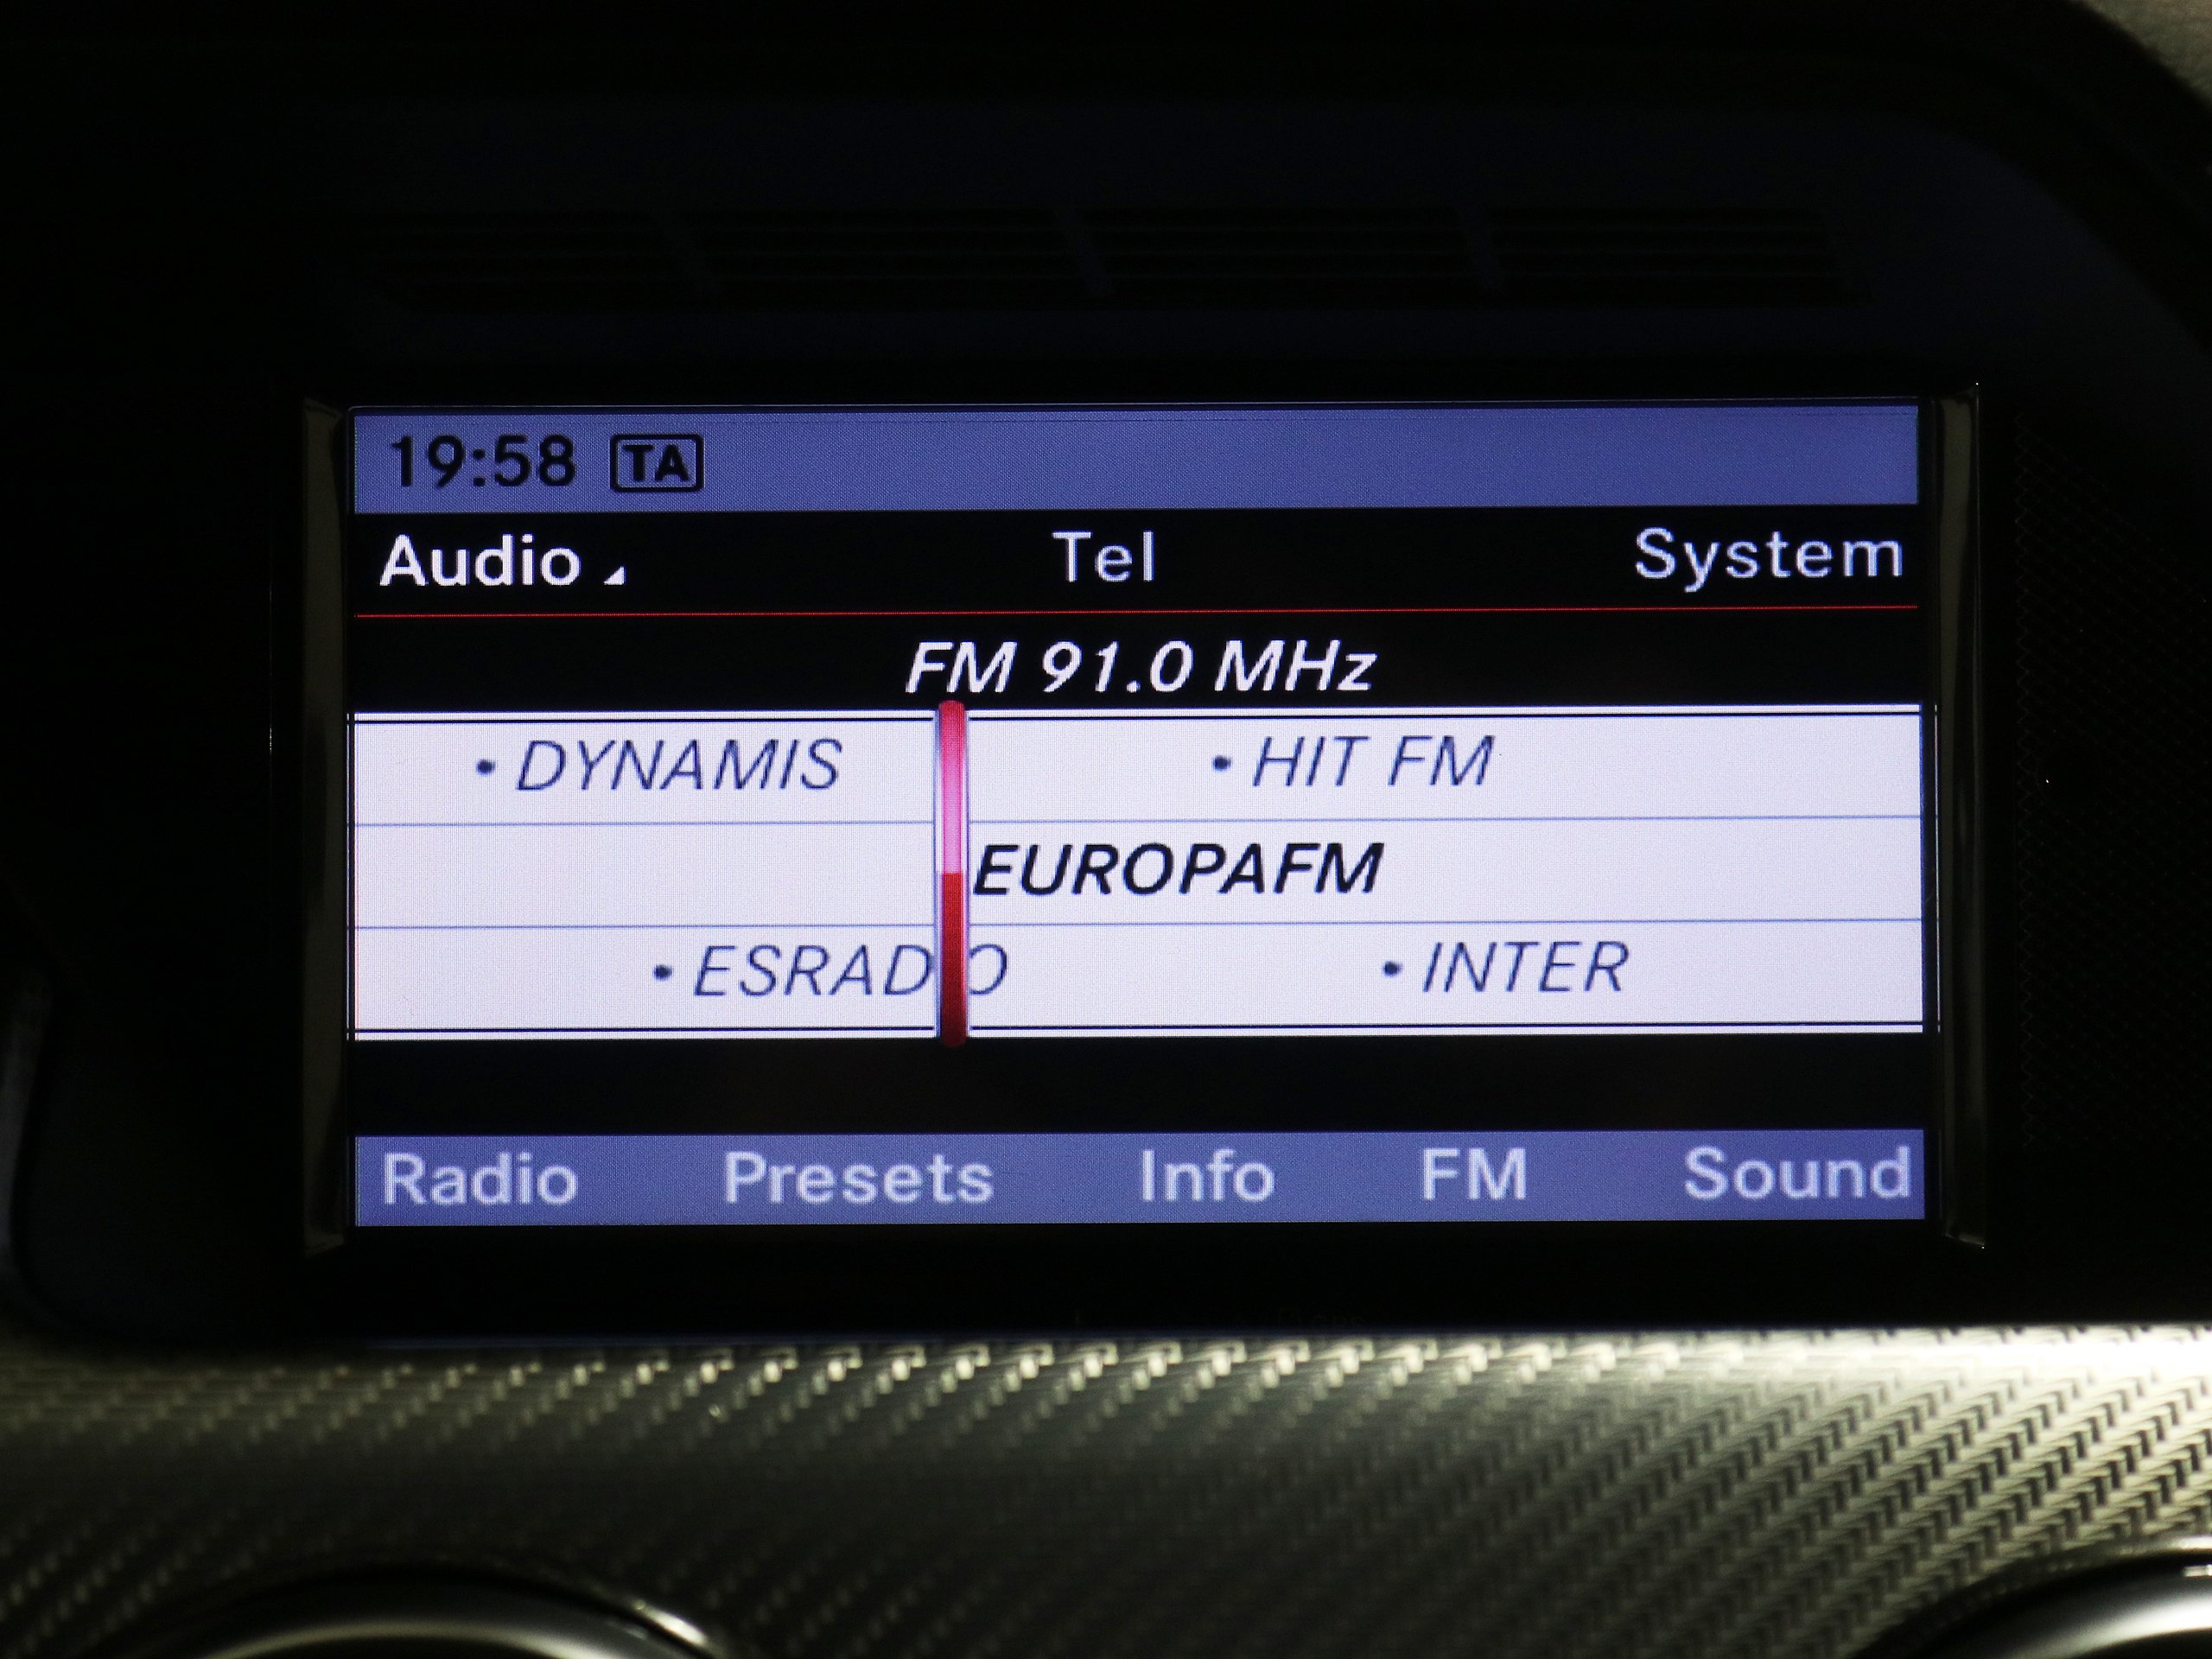 19:58 TA
Audio Tel System
FM 91.0 MHz
• DYNAMIS • HIT FM
EUROPAFM
• ESRADIO • INTER
Radio Presets Info FM Sound